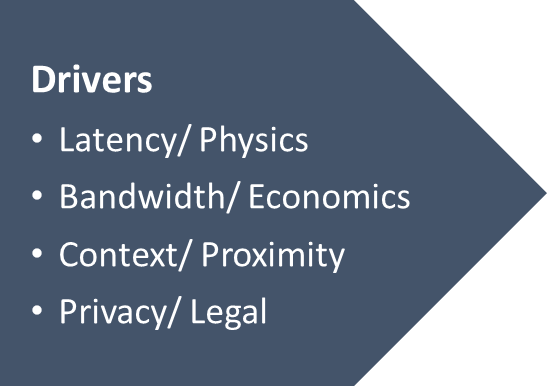 Drivers
• Latency/ Physics
• Bandwidth/ Economics
• Context/ Proximity
• Privacy/ Legal